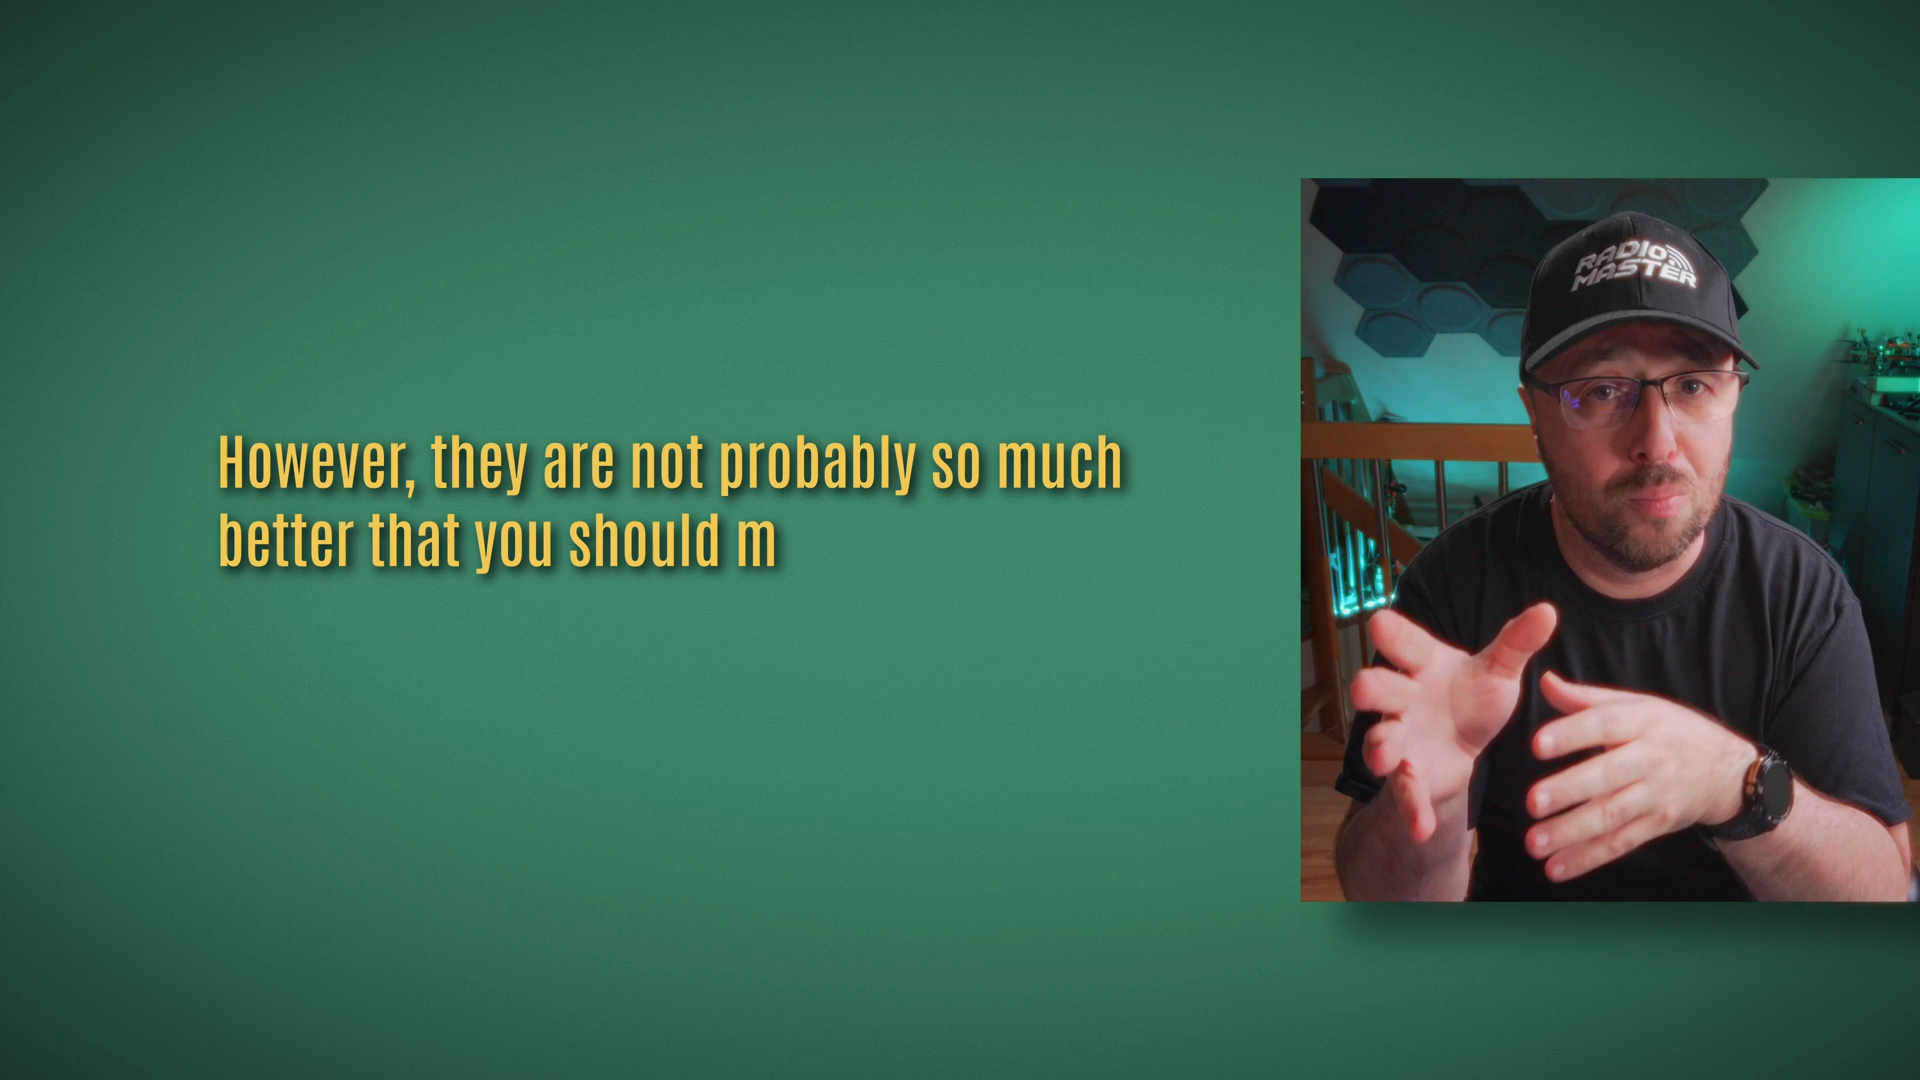 However, they are not probably so much
better that you should m
RADIO
MASTER